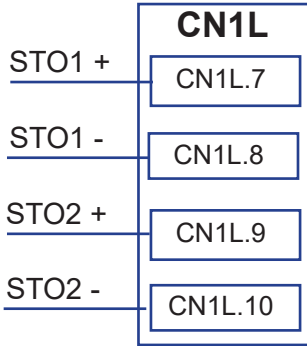 CN1L
STO1 +
CN1L.7
STO1 -
CN1L.8
STO2 +
CN1L.9
STO2 -
CN1L.10